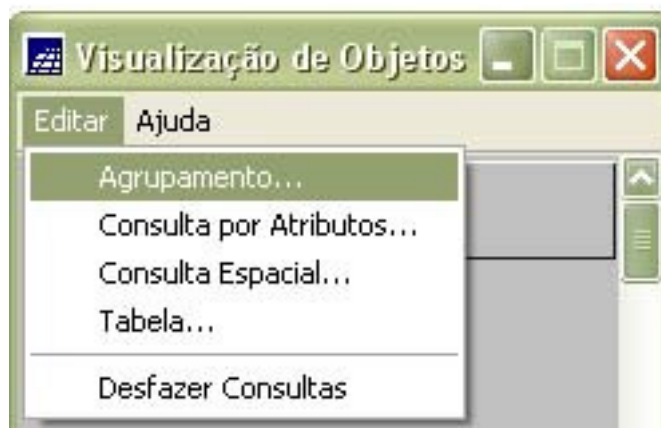 Visualização de Objetos
Editar Ajuda
Agrupamento...
Consulta por Atributos...
Consulta Espacial...
Tabela...
Desfazer Consultas